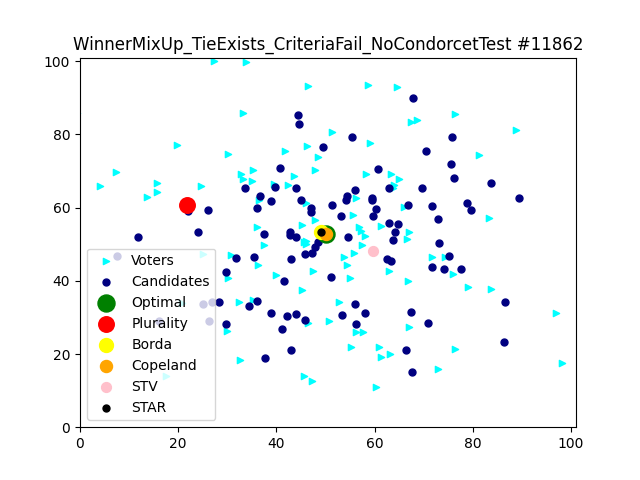 WinnerMixUp_TieExists_CriteriaFail_NoCondorcetTest #11862
100
80
60
40
20
0
Voters
Candidates
Optimal
Plurality
Borda
Copeland
STV
STAR
0 20 40 60 80 100